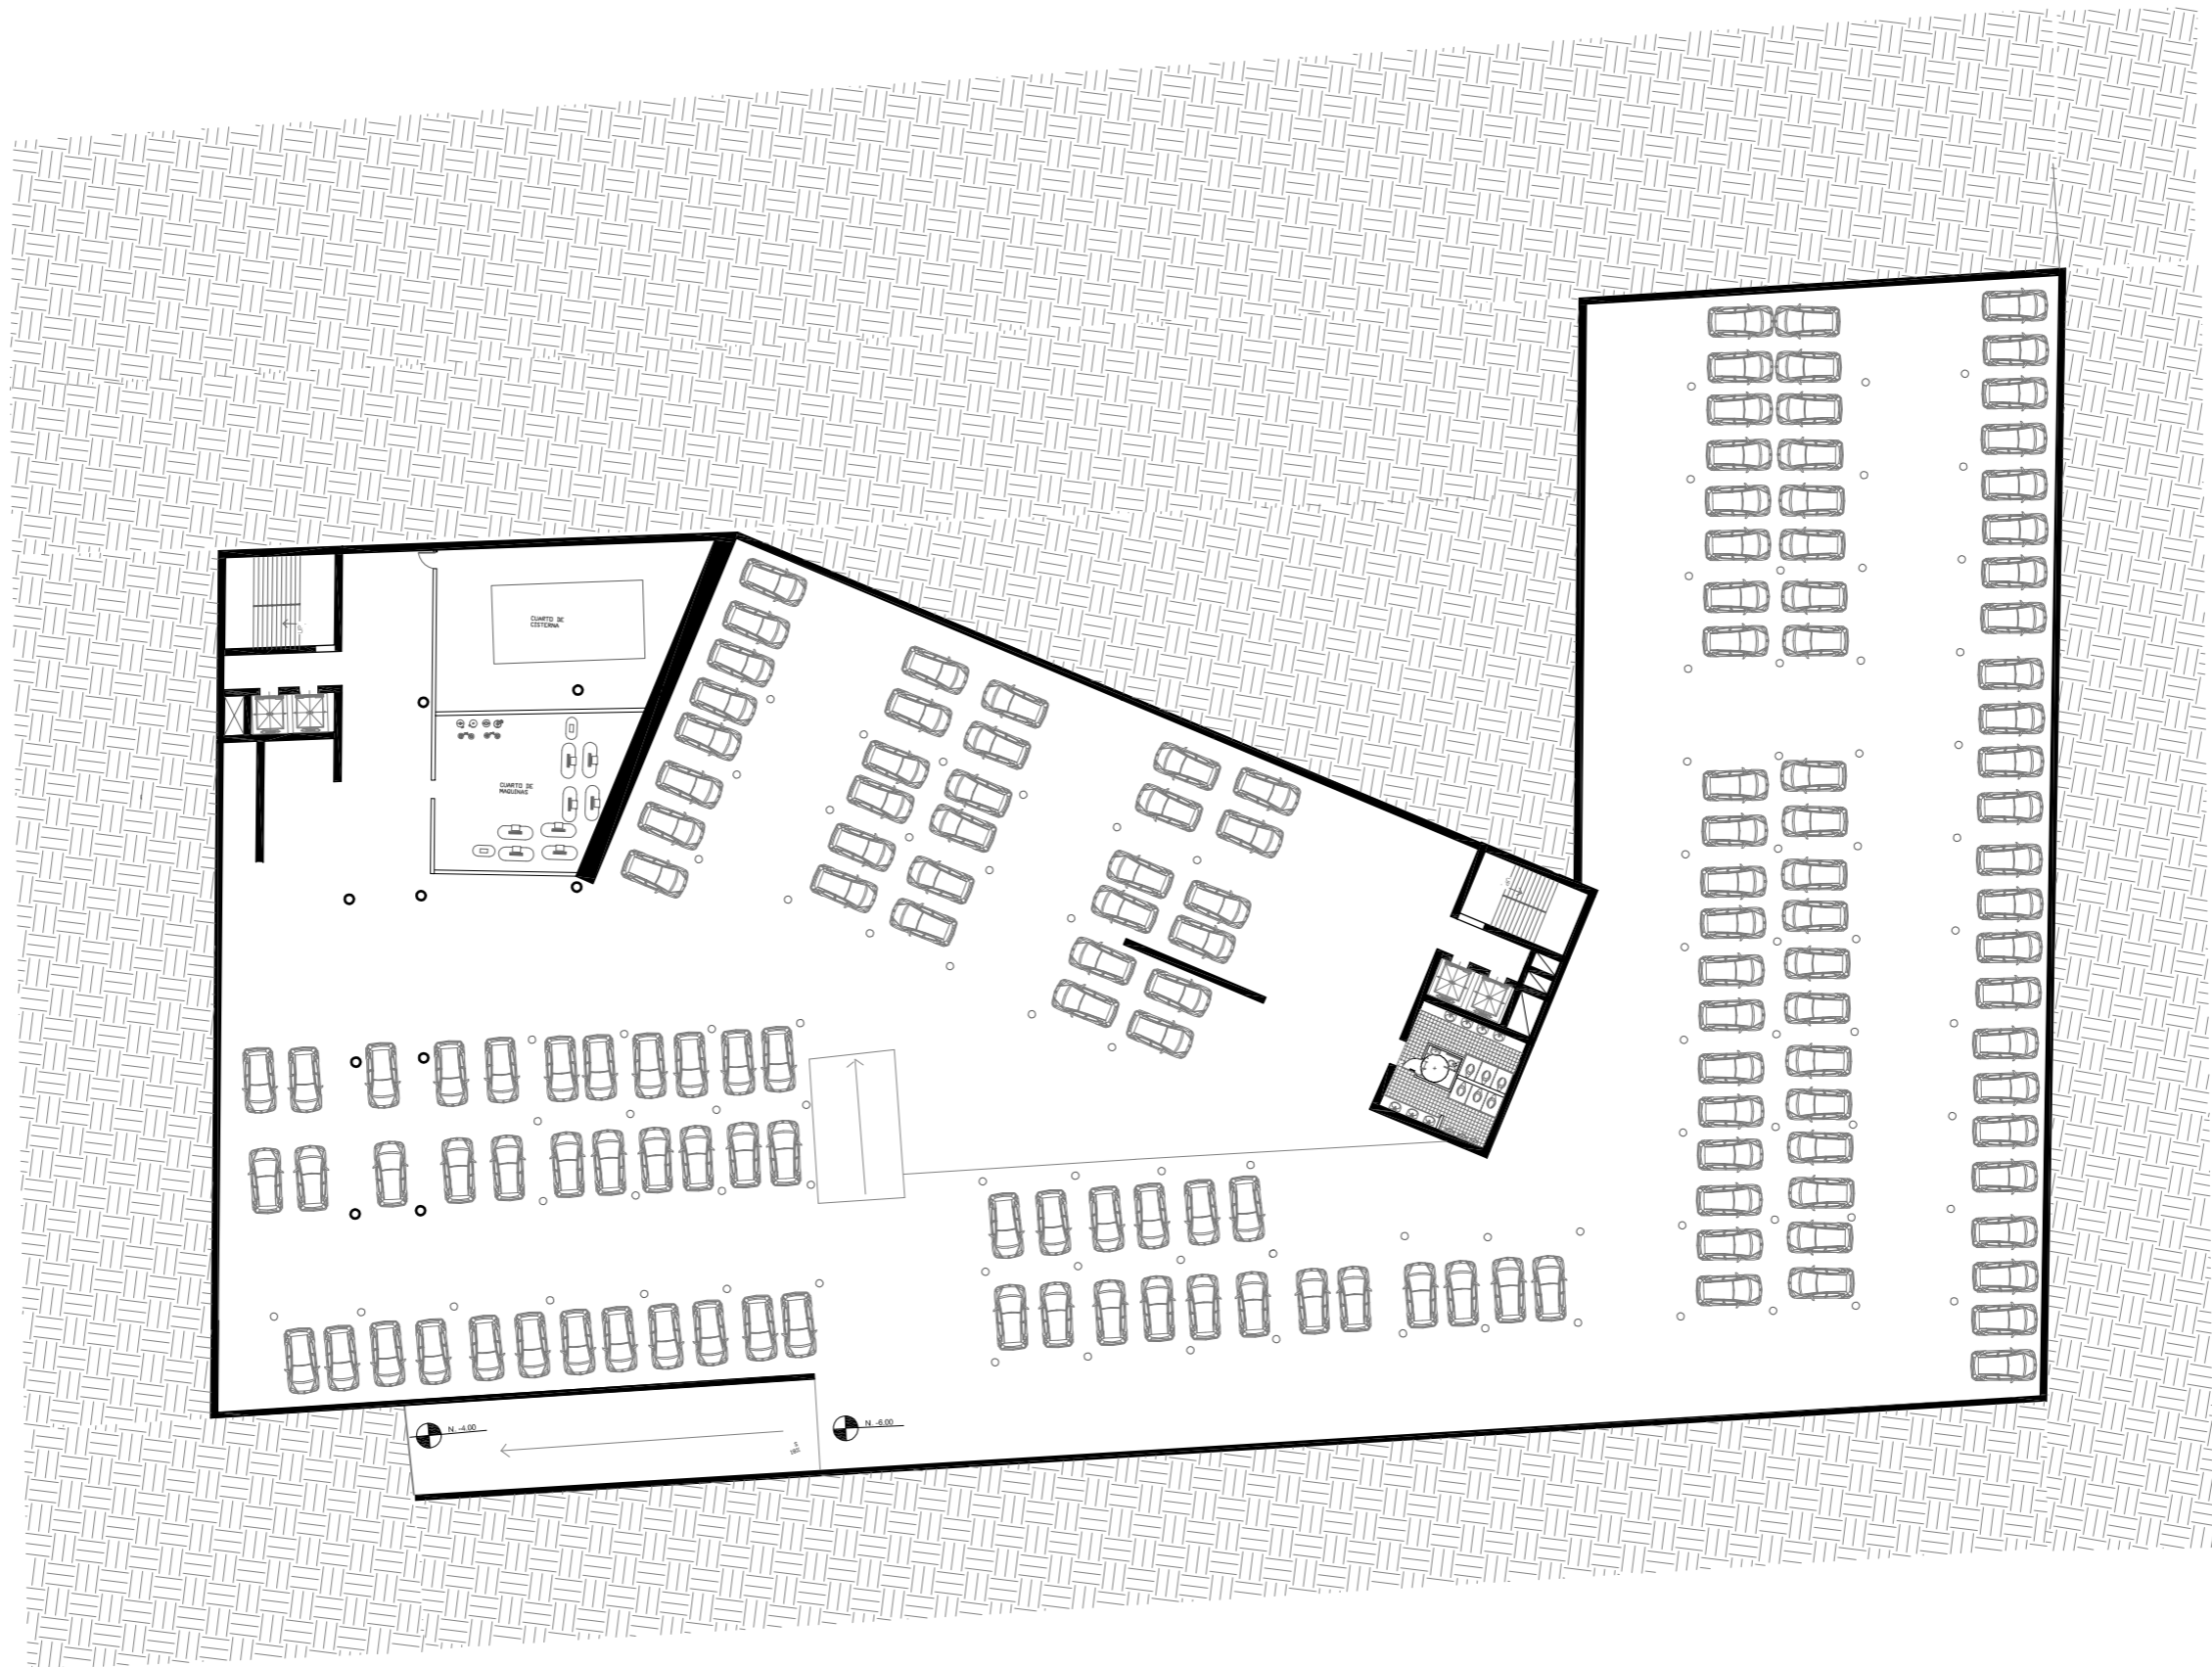 CUARTO DE
CISTERNA
CUARTO DE
MAQUINAS
N. -4.00
N. -6.00